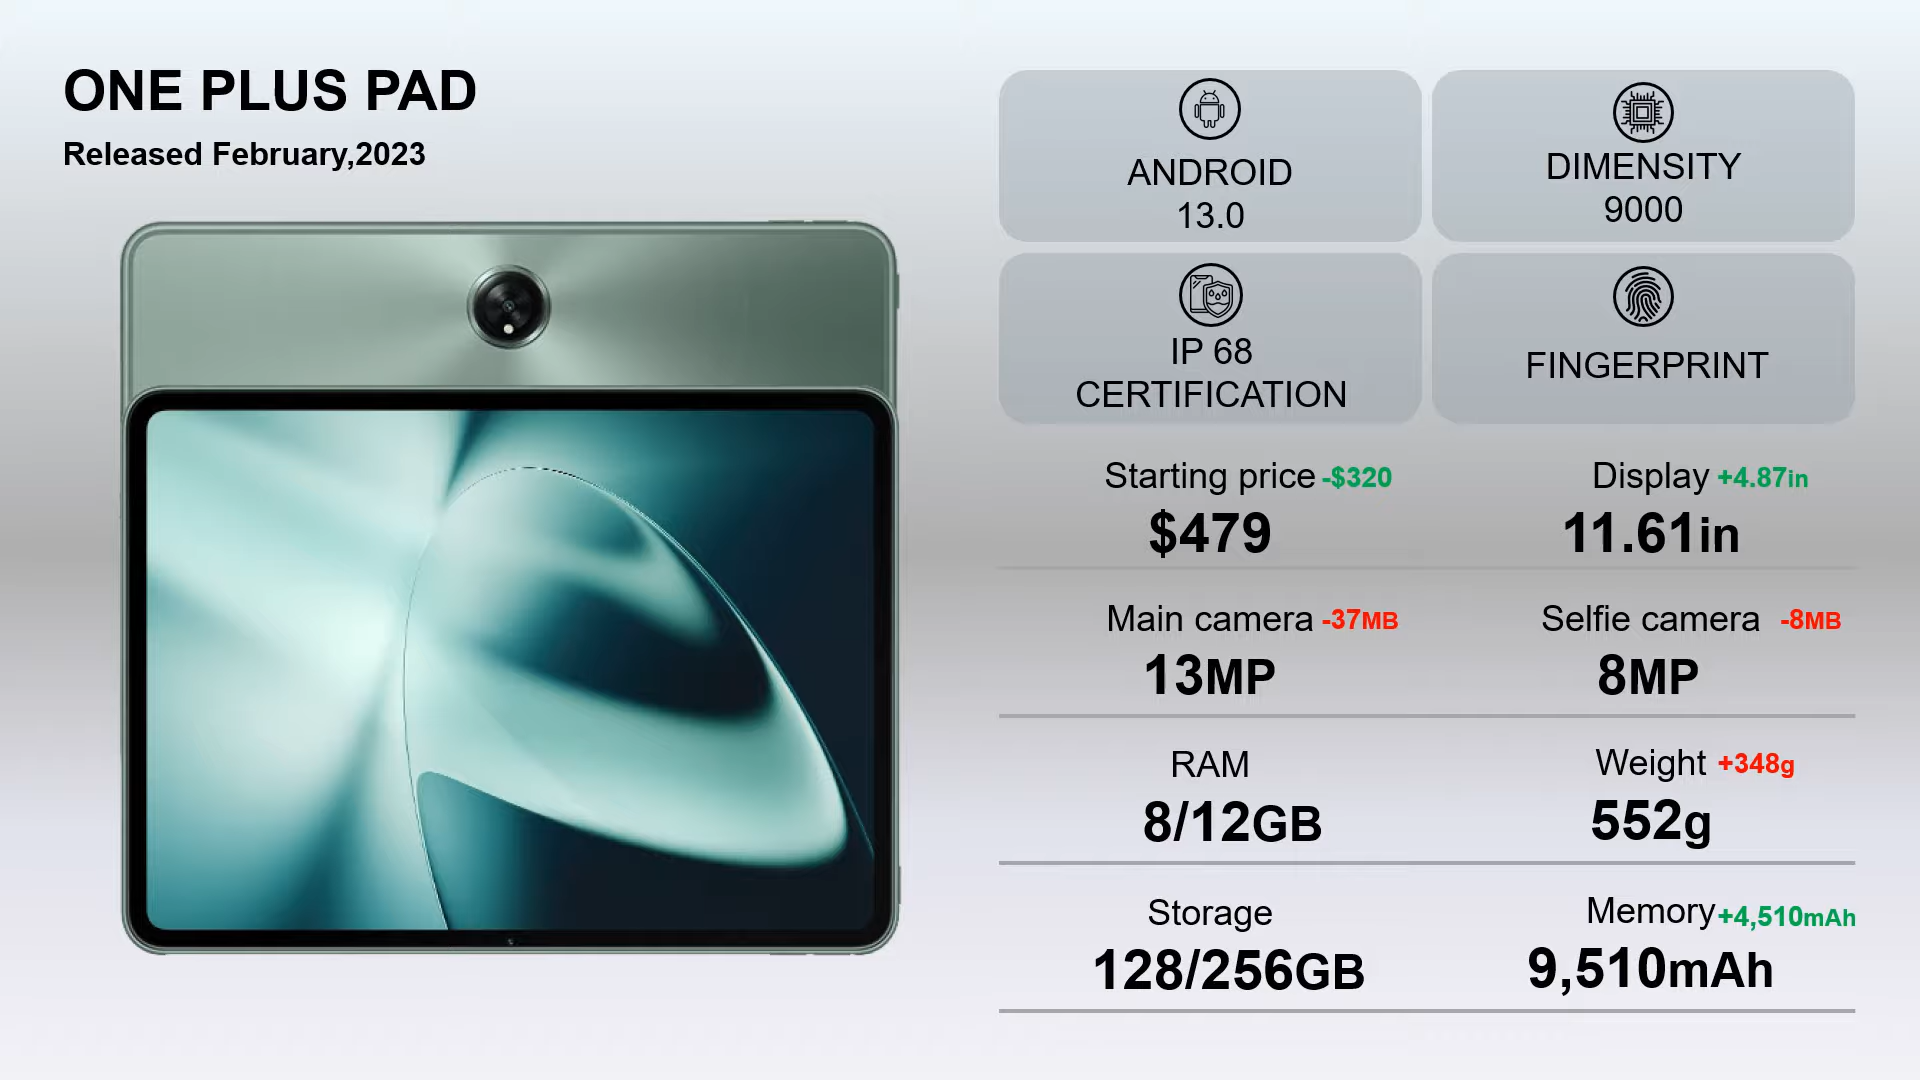 ONE PLUS PAD
Released February,2023
ANDROID
13.0
DIMENSITY
9000
IP 68
CERTIFICATION
FINGERPRINT
Starting price -$320
$479
Display +4.87in
11.61in
Main camera -37MB
13MP
Selfie camera -8MB
8MP
RAM
8/12GB
Weight +348g
552g
Storage
128/256GB
Memory +4,510mAh
9,510mAh